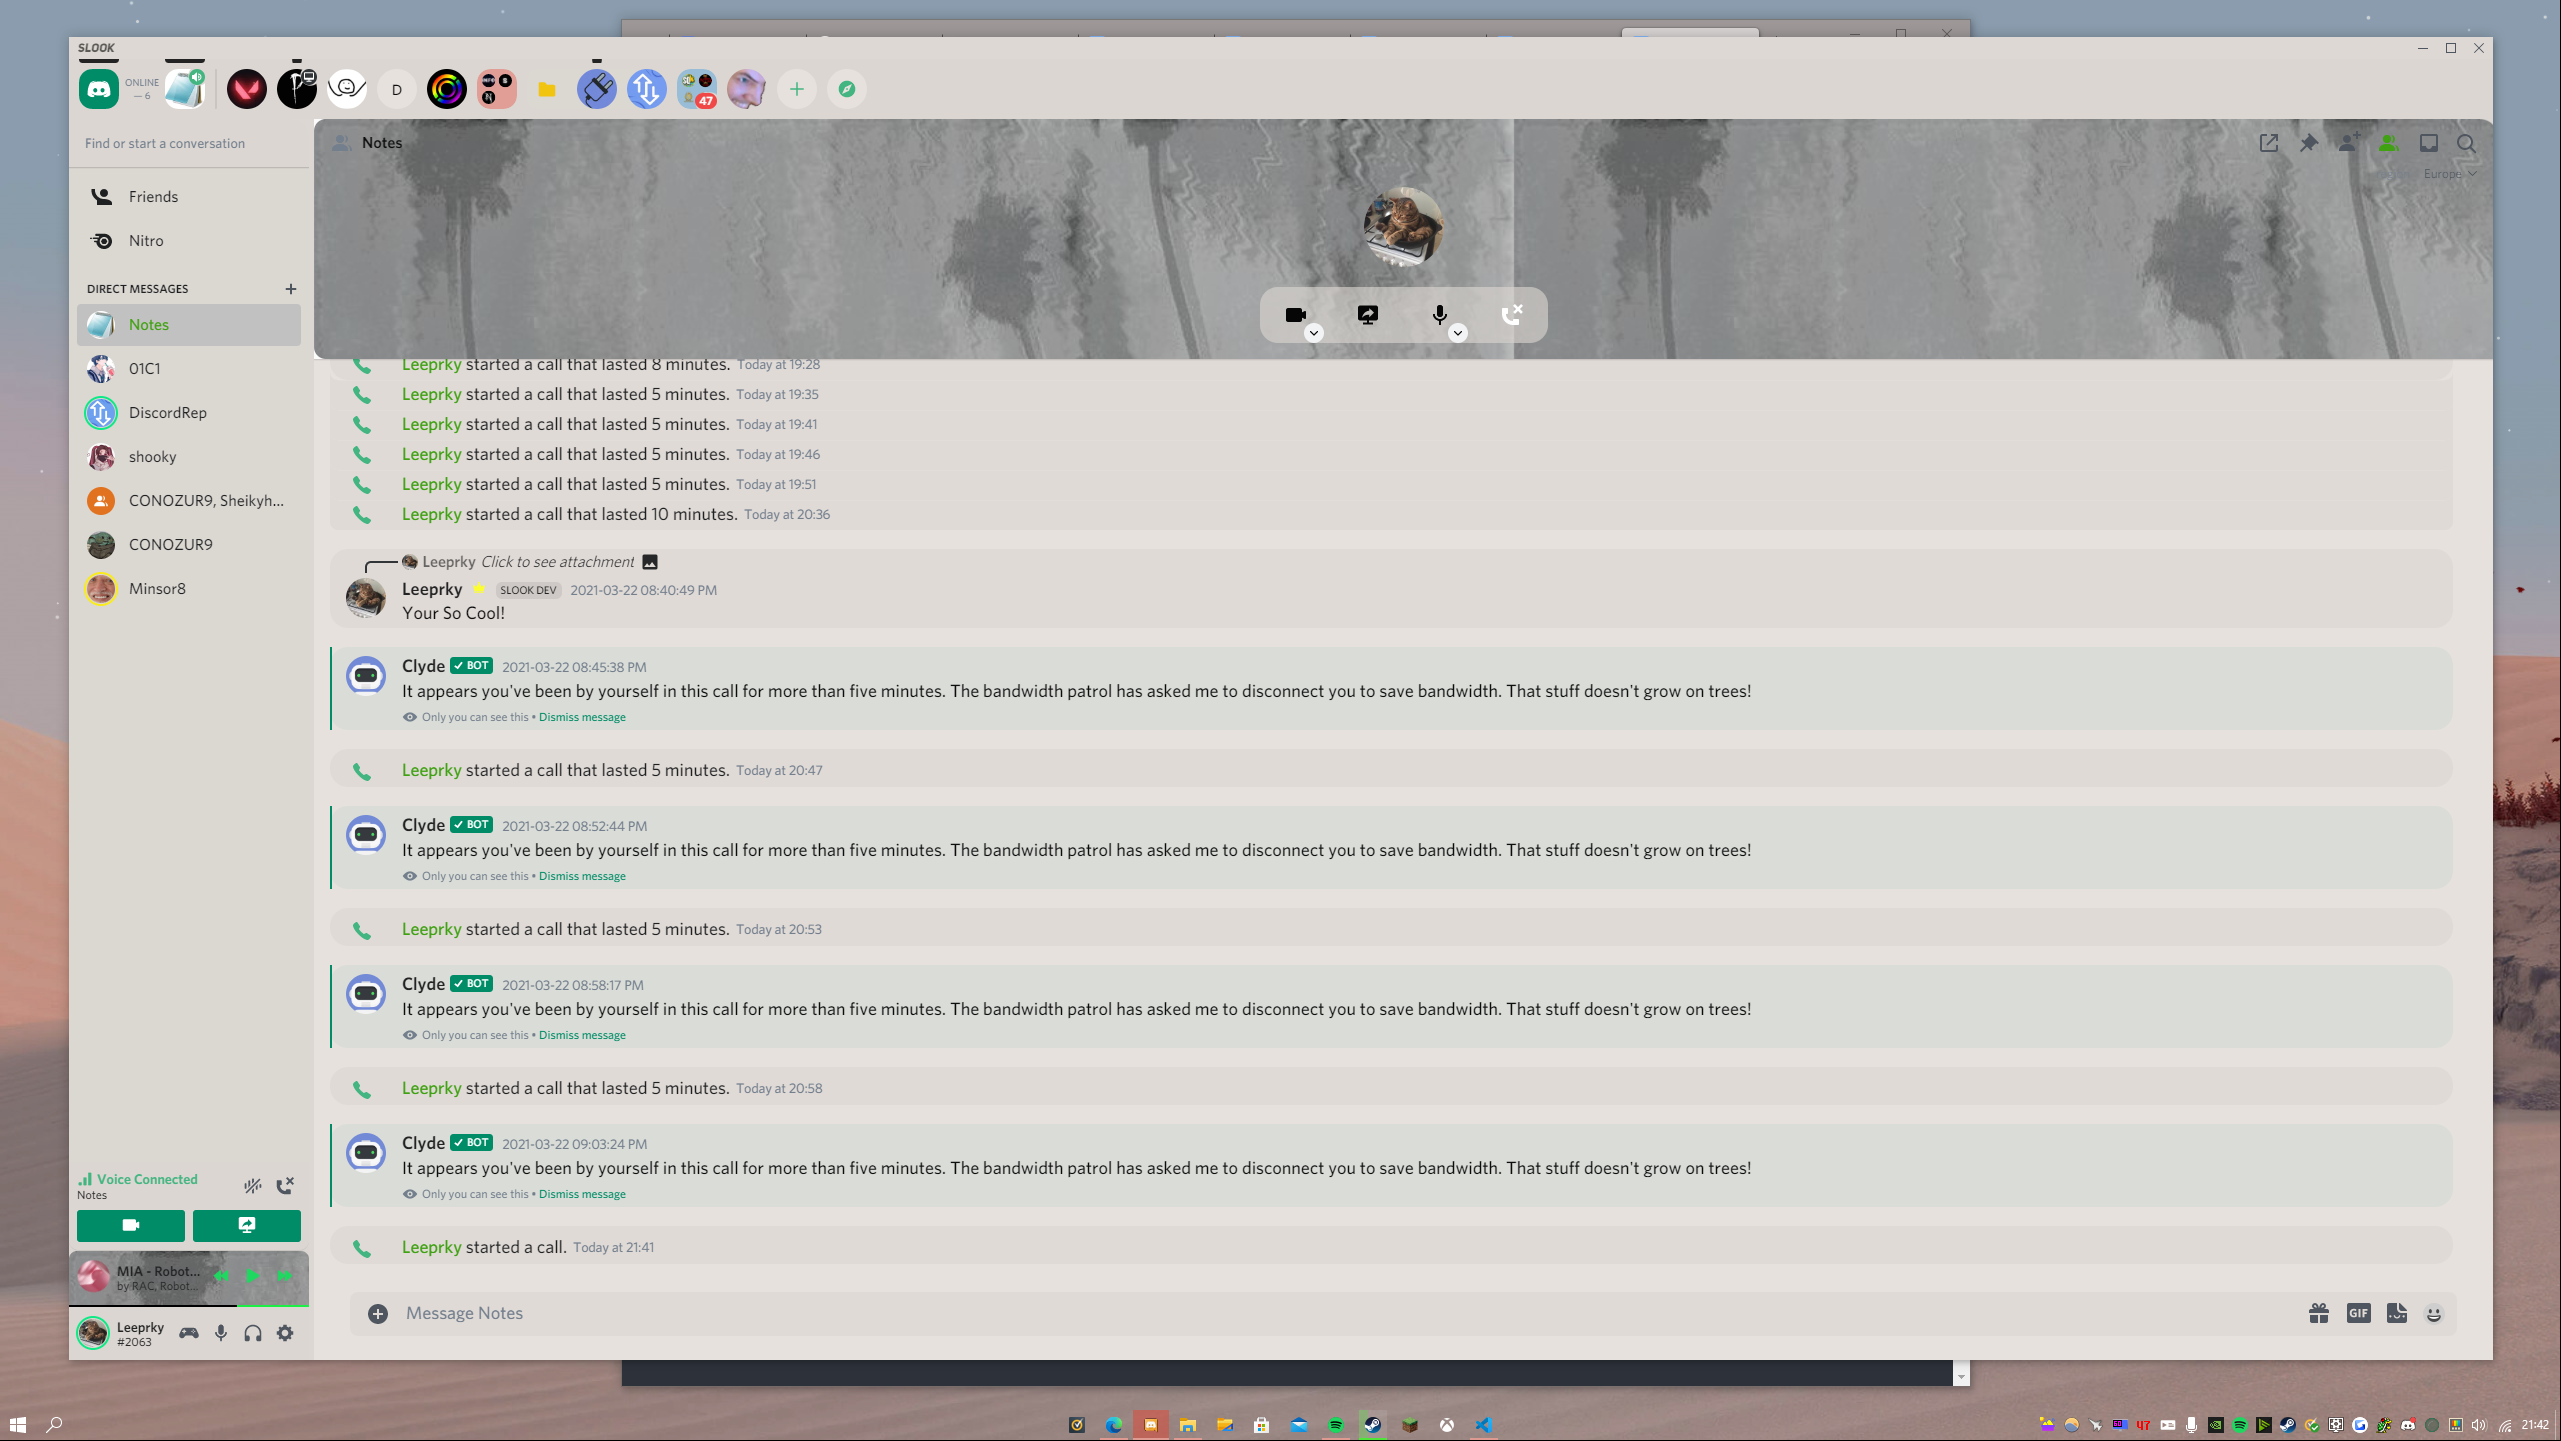 SLOOK
ONLINE
— 6
D
47
Find or start a conversation
Notes
Europe
Friends
Nitro
DIRECT MESSAGES
Notes
01C1
DiscordRep
shooky
CONOZUR9, Sheikyh...
CONOZUR9
Minsor8
Leeprky started a call that lasted 8 minutes. Today at 19:28
Leeprky started a call that lasted 5 minutes. Today at 19:35
Leeprky started a call that lasted 5 minutes. Today at 19:41
Leeprky started a call that lasted 5 minutes. Today at 19:46
Leeprky started a call that lasted 5 minutes. Today at 19:51
Leeprky started a call that lasted 10 minutes. Today at 20:36
Leeprky Click to see attachment
Leeprky SLOOK DEV 2021-03-22 08:40:49 PM
Your So Cool!
Clyde BOT 2021-03-22 08:45:38 PM
It appears you've been by yourself in this call for more than five minutes. The bandwidth patrol has asked me to disconnect you to save bandwidth. That stuff doesn't grow on trees!
Only you can see this • Dismiss message
Leeprky started a call that lasted 5 minutes. Today at 20:47
Clyde BOT 2021-03-22 08:52:44 PM
It appears you've been by yourself in this call for more than five minutes. The bandwidth patrol has asked me to disconnect you to save bandwidth. That stuff doesn't grow on trees!
Only you can see this • Dismiss message
Leeprky started a call that lasted 5 minutes. Today at 20:53
Clyde BOT 2021-03-22 08:58:17 PM
It appears you've been by yourself in this call for more than five minutes. The bandwidth patrol has asked me to disconnect you to save bandwidth. That stuff doesn't grow on trees!
Only you can see this • Dismiss message
Leeprky started a call that lasted 5 minutes. Today at 20:58
Clyde BOT 2021-03-22 09:03:24 PM
It appears you've been by yourself in this call for more than five minutes. The bandwidth patrol has asked me to disconnect you to save bandwidth. That stuff doesn't grow on trees!
Only you can see this • Dismiss message
Leeprky started a call. Today at 21:41
Voice Connected
Notes
MIA - Robot...
by RAC, Robot...
Leeprky
#2063
Message Notes
GIF
47
21:42